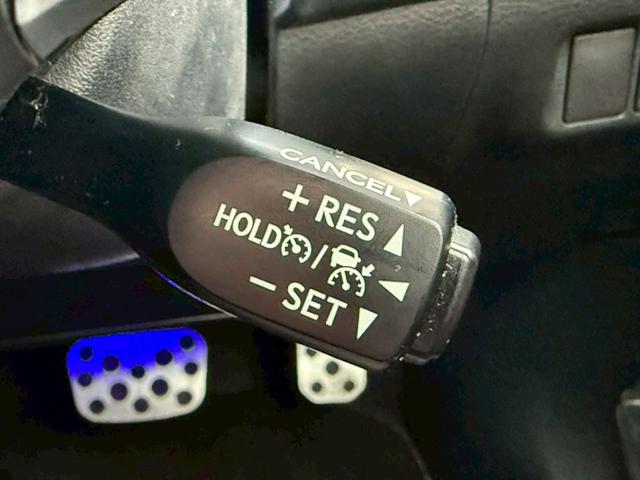 CANCEL▼
+ RES ▲
HOLD /
− SET ▼